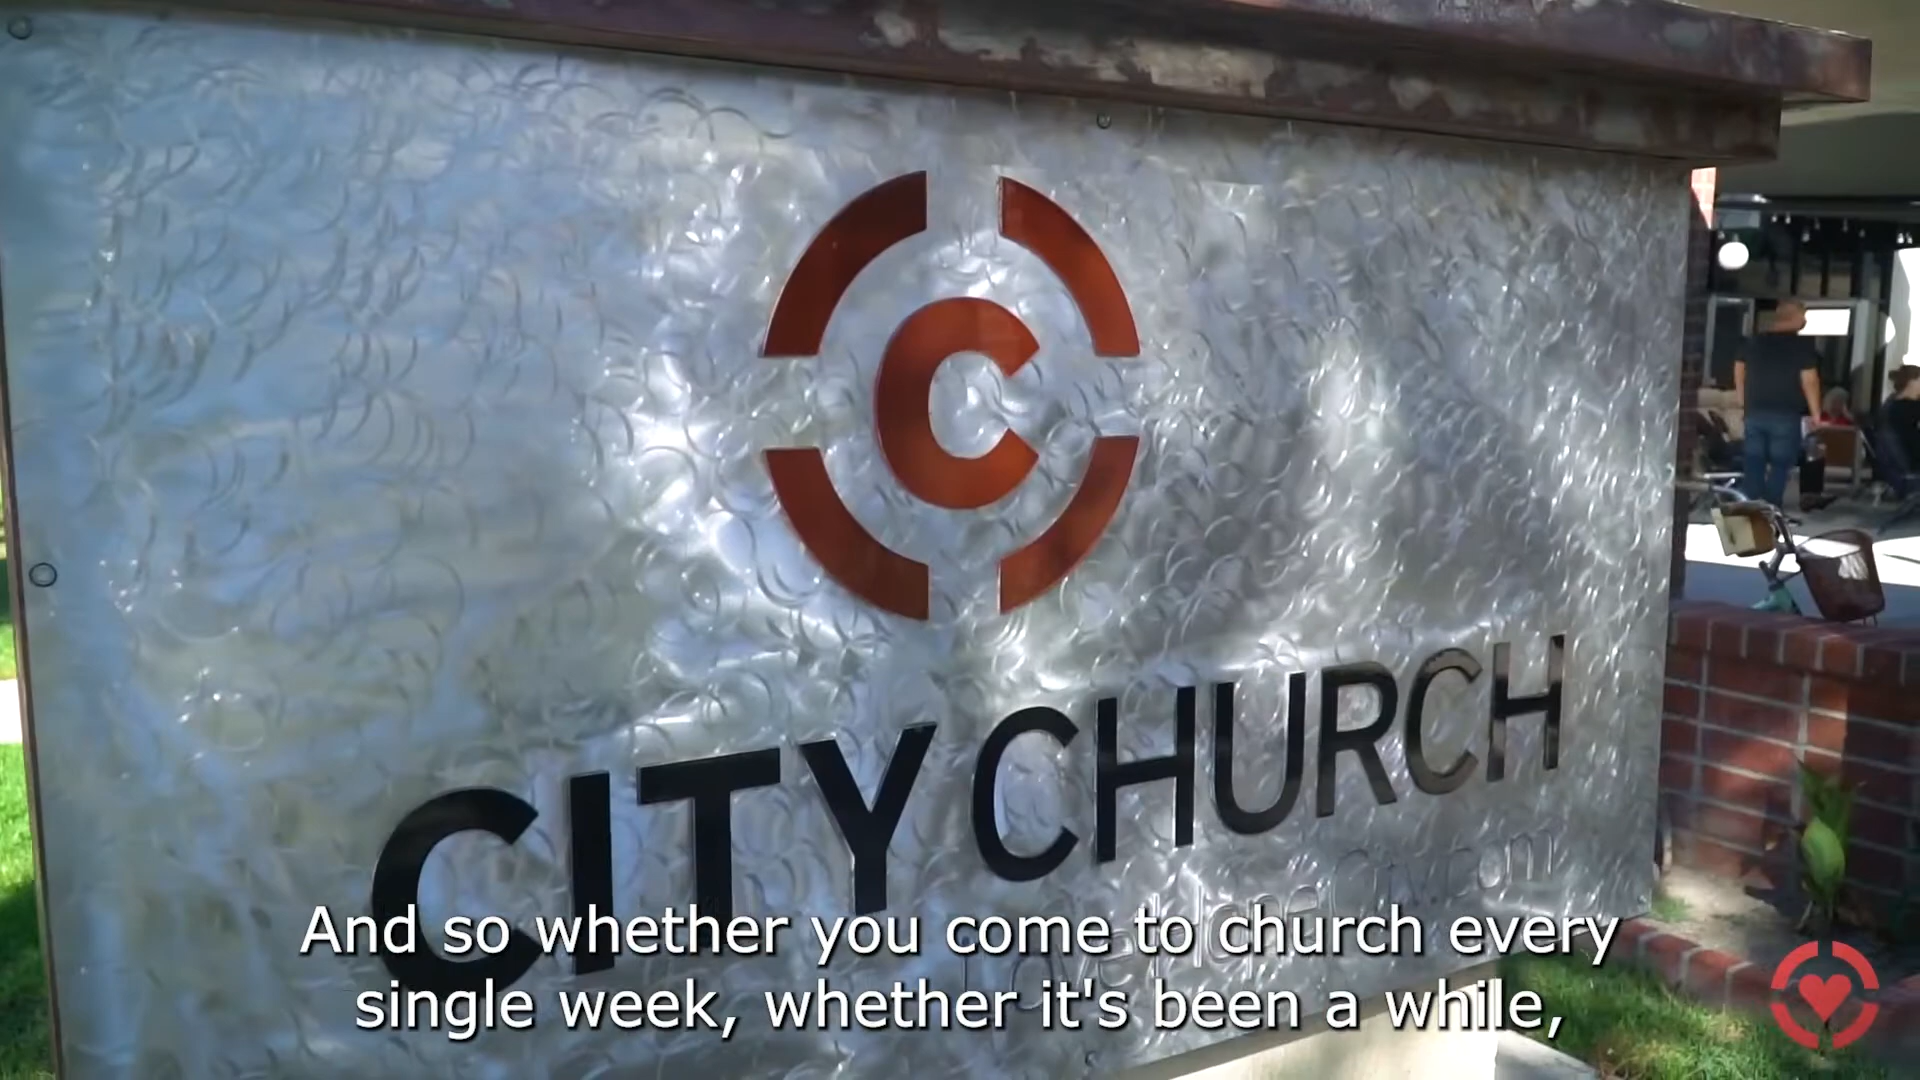 C
CITY CHURCH
And so whether you come to church every
single week, whether it's been a while,